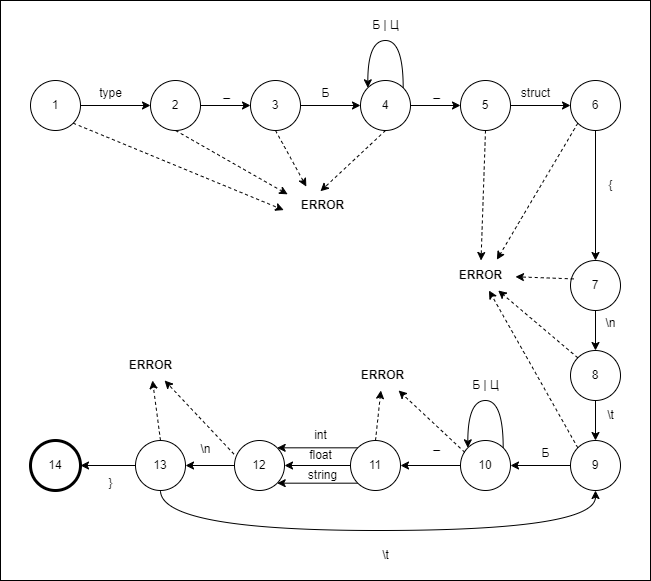 Б | Ц
type
_
Б
_
struct
1
2
3
4
5
6
{
ERROR
ERROR
7
\n
ERROR
ERROR
8
Б | Ц
\t
int
\n
float
_
Б
string
14
13
12
11
10
9
}
\t